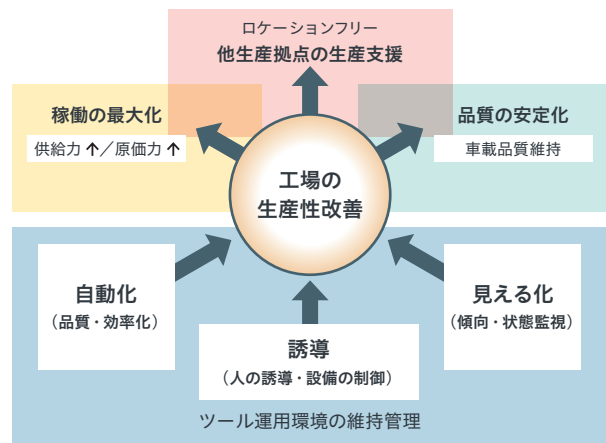 ロケーションフリー
他生産拠点の生産支援
稼働の最大化
供給力↑／原価力↑
品質の安定化
車載品質維持
工場の
生産性改善
自動化
（品質・効率化）
見える化
（傾向・状態監視）
誘導
（人の誘導・設備の制御）
ツール運用環境の維持管理